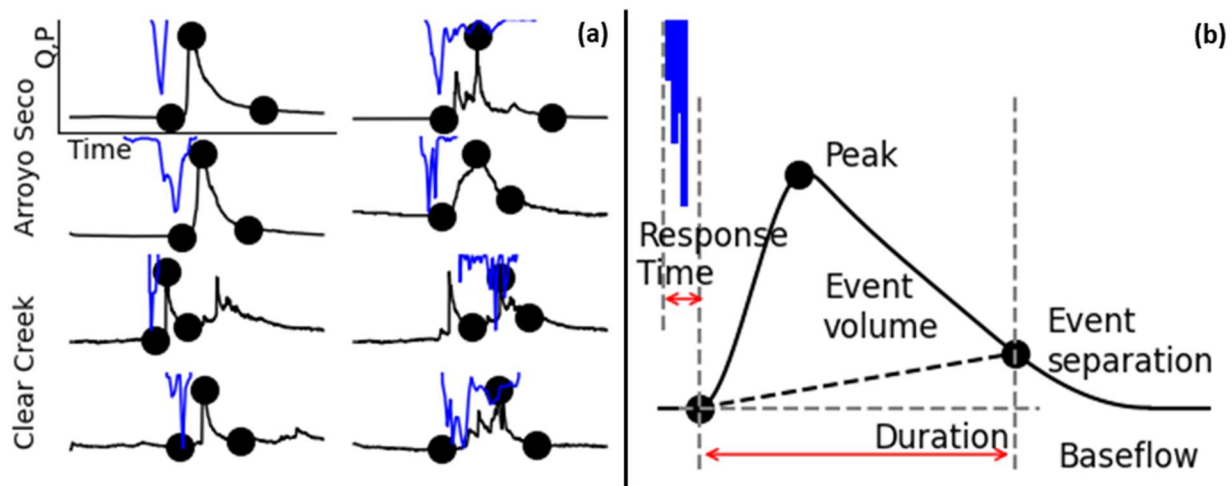 (a)
Q,P
Time
Arroyo Seco
Clear Creek
(b)
Peak
Response
Time
Event
volume
Event
separation
Duration
Baseflow